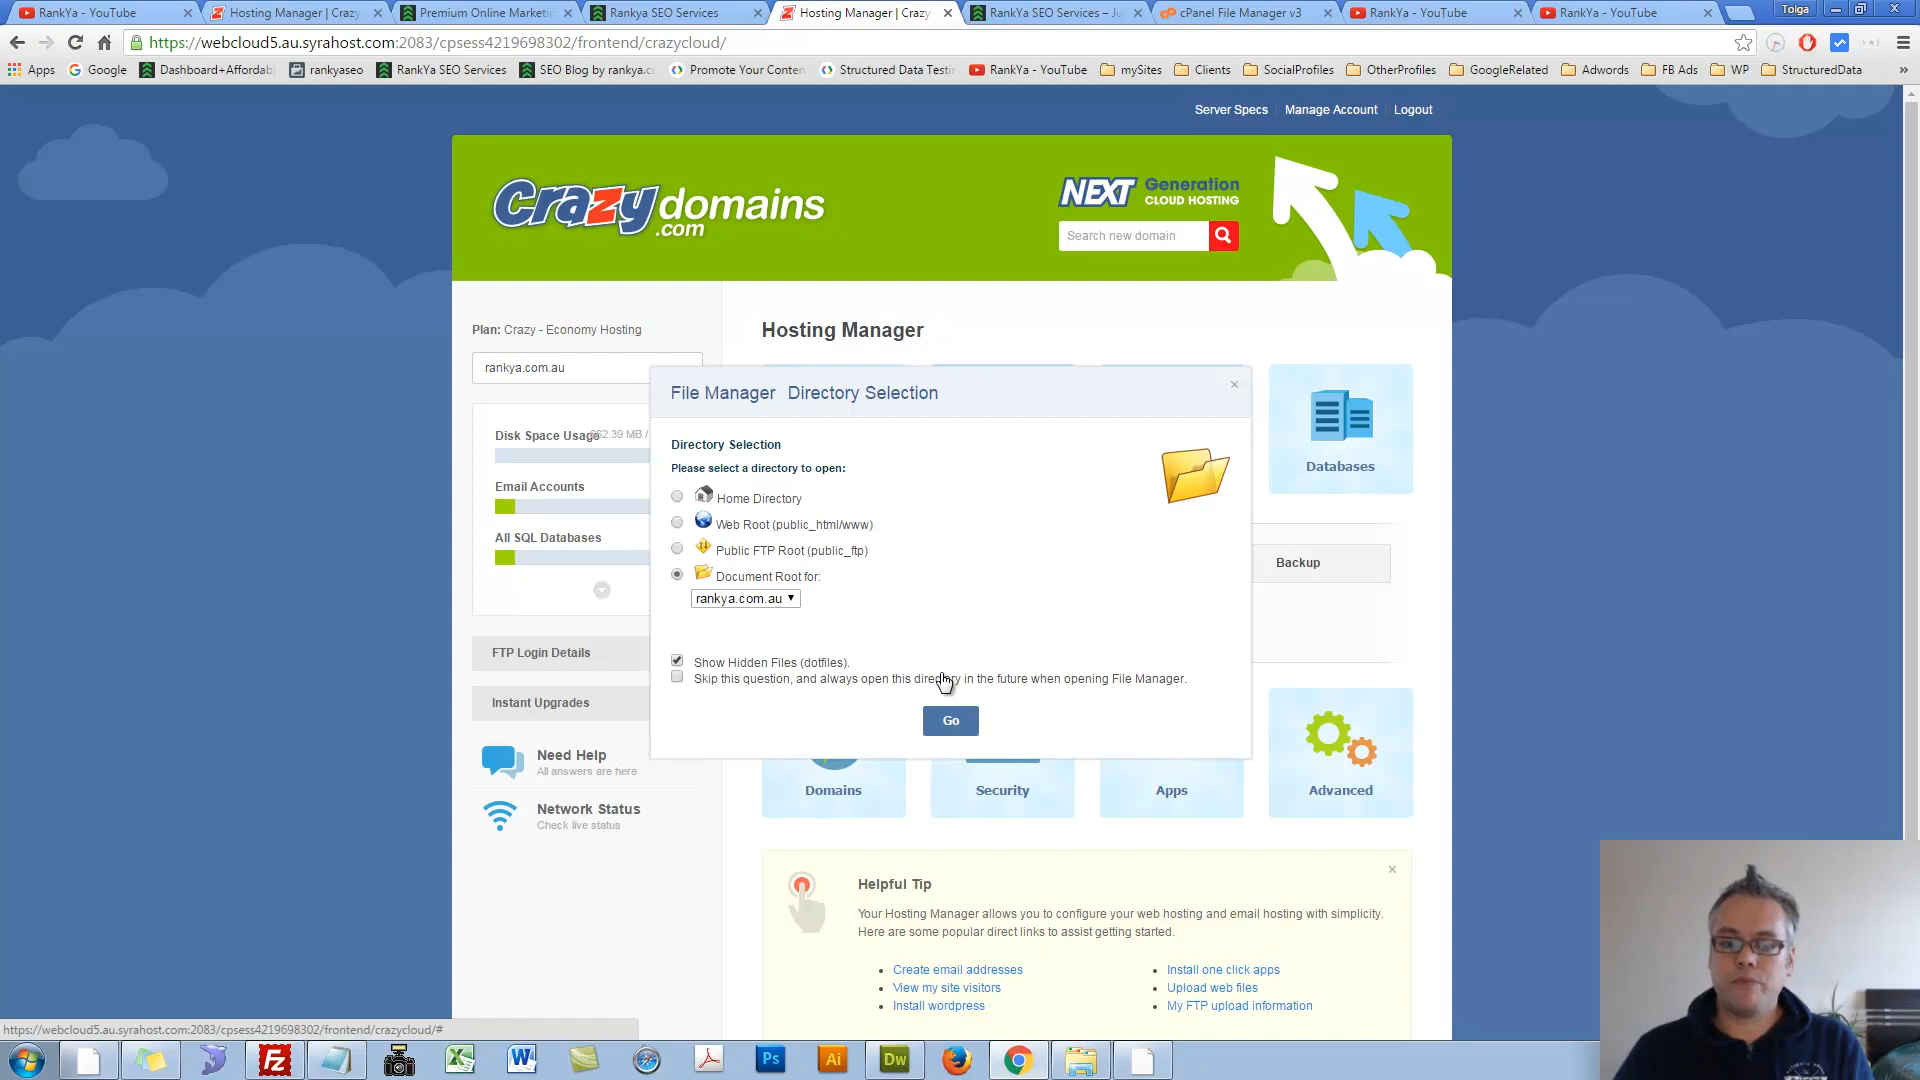 RankYa - YouTube
Hosting Manager | Crazy
Premium Online Marketin
Rankya SEO Services
Hosting Manager | Crazy
RankYa SEO Services – Ju
cPanel File Manager v3
RankYa - YouTube
RankYa - YouTube
Tolga
https://webcloud5.au.syrahost.com:2083/cpsess4219698302/frontend/crazycloud/
Apps
Google
Dashboard+Affordab
rankyaseo
RankYa SEO Services
SEO Blog by rankya.co
Promote Your Conten
Structured Data Testin
RankYa - YouTube
mySites
Clients
SocialProfiles
OtherProfiles
GoogleRelated
Adwords
FB Ads
WP
StructuredData
»
Server Specs
Manage Account
Logout
Crazy domains
.com
NEXT Generation
CLOUD HOSTING
Search new domain
Plan: Crazy - Economy Hosting
rankya.com.au
Hosting Manager
Disk Space Usage
62.39 MB /
Email Accounts
All SQL Databases
FTP Login Details
Instant Upgrades
Need Help
All answers are here
Network Status
Check live status
File Manager Directory Selection
×
Directory Selection
Please select a directory to open:
Home Directory
Web Root (public_html/www)
Public FTP Root (public_ftp)
Document Root for:
rankya.com.au
Show Hidden Files (dotfiles).
Skip this question, and always open this directory in the future when opening File Manager.
Go
Databases
Backup
Domains
Security
Apps
Advanced
Helpful Tip
×
Your Hosting Manager allows you to configure your web hosting and email hosting with simplicity.
Here are some popular direct links to assist getting started.
• Create email addresses
• View my site visitors
• Install wordpress
• Install one click apps
• Upload web files
• My FTP upload information
https://webcloud5.au.syrahost.com:2083/cpsess4219698302/frontend/crazycloud/#
Fz
Ps
Ai
Dw